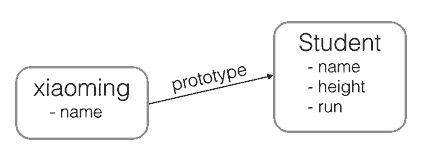 xiaoming
- name
prototype
Student
- name
- height
- run